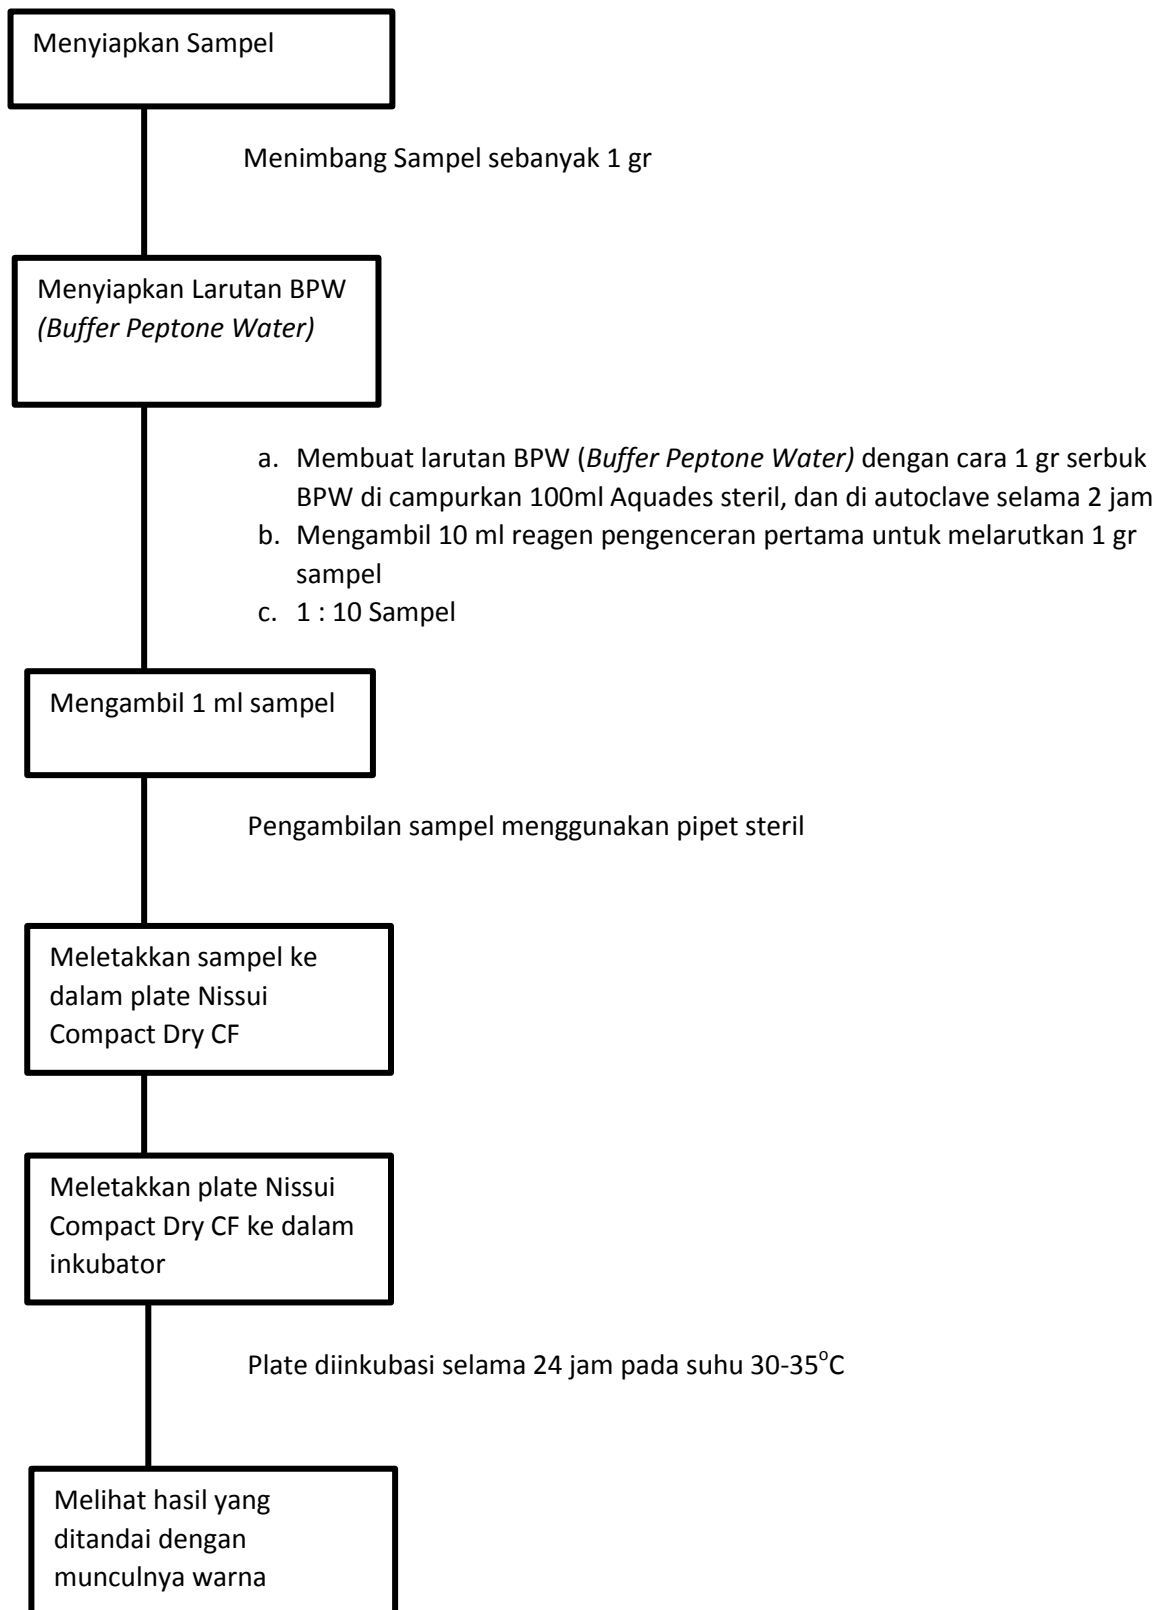 Menyiapkan Sampel
Menimbang Sampel sebanyak 1 gr
Menyiapkan Larutan BPW
(Buffer Peptone Water)
a. Membuat larutan BPW (Buffer Peptone Water) dengan cara 1 gr serbuk
BPW di campurkan 100ml Aquades steril, dan di autoclave selama 2 jam
b. Mengambil 10 ml reagen pengenceran pertama untuk melarutkan 1 gr
sampel
c. 1 : 10 Sampel
Mengambil 1 ml sampel
Pengambilan sampel menggunakan pipet steril
Meletakkan sampel ke
dalam plate Nissui
Compact Dry CF
Meletakkan plate Nissui
Compact Dry CF ke dalam
inkubator
Plate diinkubasi selama 24 jam pada suhu 30-35°C
Melihat hasil yang
ditandai dengan
munculnya warna